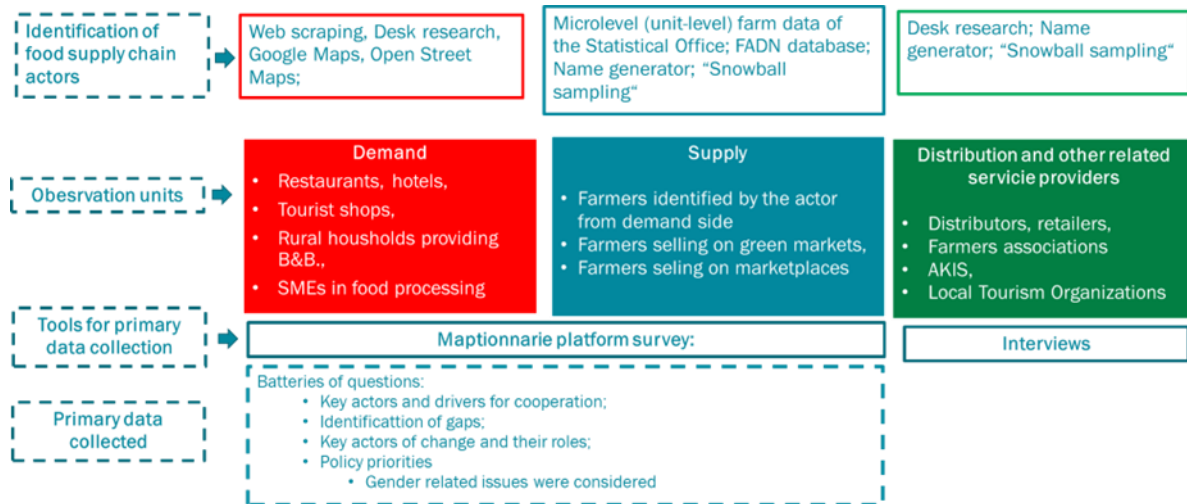 Identification of
food supply chain
actors
Web scraping, Desk research,
Google Maps, Open Street
Maps;
Microlevel (unit-level) farm data of
the Statistical Office; FADN database;
Name generator; “Snowball
sampling“
Desk research; Name
generator; “Snowball sampling“
Obesrvation units
Demand
• Restaurants, hotels,
• Tourist shops,
• Rural housholds providing
B&B.,
• SMEs in food processing
Supply
• Farmers identified by the actor
from demand side
• Farmers selling on green markets,
• Farmers seling on marketplaces
Distribution and other related
servicie providers
• Distributors, retailers,
• Farmers associations
• AKIS,
• Local Tourism Organizations
Tools for primary
data collection
Maptionnarie platform survey:
Interviews
Primary data
collected
Batteries of questions:
• Key actors and drivers for cooperation;
• Identificattion of gaps;
• Key actors of change and their roles;
• Policy priorities
• Gender related issues were considered